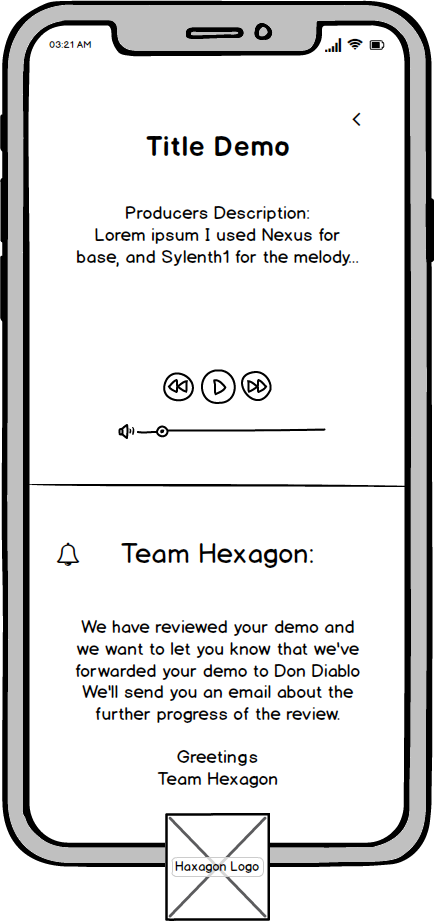 03:21 AM
Title Demo
Producers Description:
Lorem ipsum I used Nexus for
base, and Sylenth1 for the melody...
Team Hexagon:
We have reviewed your demo and
we want to let you know that we've
forwarded your demo to Don Diablo
We'll send you an email about the
further progress of the review.
Greetings
Team Hexagon
Haxagon Logo